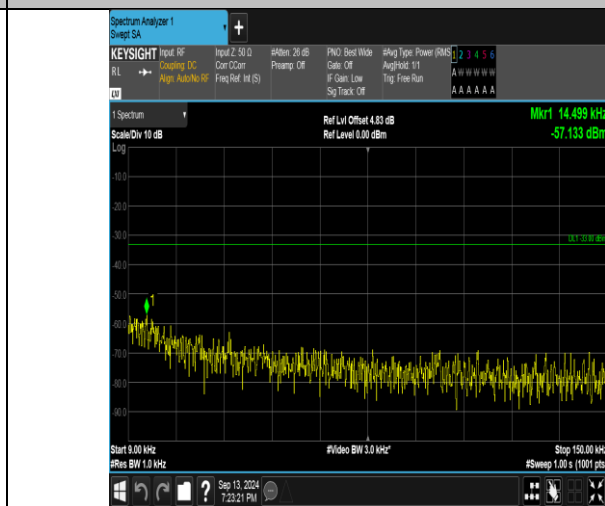 Spectrum Analyzer 1
Swept SA
+
KEYSIGHT
RL
LXI
Input: RF
Coupling: DC
Align: Auto/No RF
Input Z: 50 Ω
Corr CCorr
Freq Ref: Int (S)
#Atten: 26 dB
Preamp: Off
PNO: Best Wide
Gate: Off
IF Gain: Low
Sig Track: Off
#Avg Type: Power (RMS
Avg|Hold: 1/1
Trig: Free Run
1 2 3 4 5 6
A W W W W W
A A A A A A
1 Spectrum
Scale/Div 10 dB
Log
Ref Lvl Offset 4.83 dB
Ref Level 0.00 dBm
Mkr1 14.499 kHz
-57.133 dBm
-10.0
-20.0
-30.0
DL1 -33.00 dBm
-40.0
-50.0
1
-60.0
-70.0
-80.0
-90.0
Start 9.00 kHz
#Res BW 1.0 kHz
#Video BW 3.0 kHz*
Stop 150.00 kHz
#Sweep 1.00 s (1001 pts
?
Sep 13, 2024
7:23:21 PM